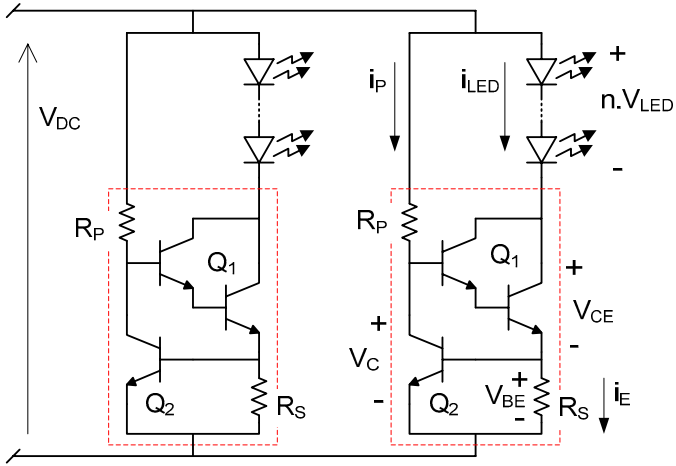 V_DC
R_P
Q_1
Q_2
R_S
i_P
i_LED
+
n.V_LED
-
R_P
Q_1
+
V_CE
-
+
V_C
-
Q_2
+
V_BE
-
R_S
i_E